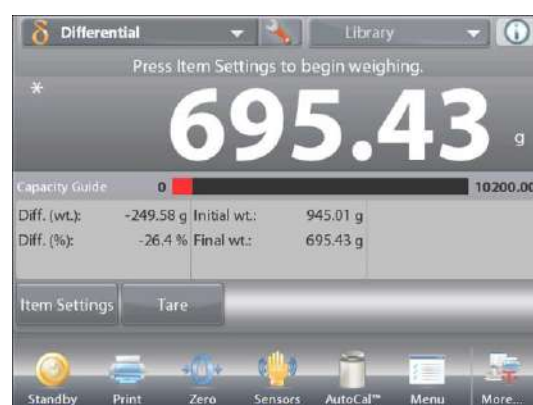 δ Differential Library i
Press Item Settings to begin weighing.
*
695.43 g
Capacity Guide 0 10200.00
Diff. (wt.): -249.58 g Initial wt.: 945.01 g
Diff. (%): -26.4 % Final wt.: 695.43 g
Item Settings Tare
Standby Print Zero Sensors AutoCal™ Menu More...